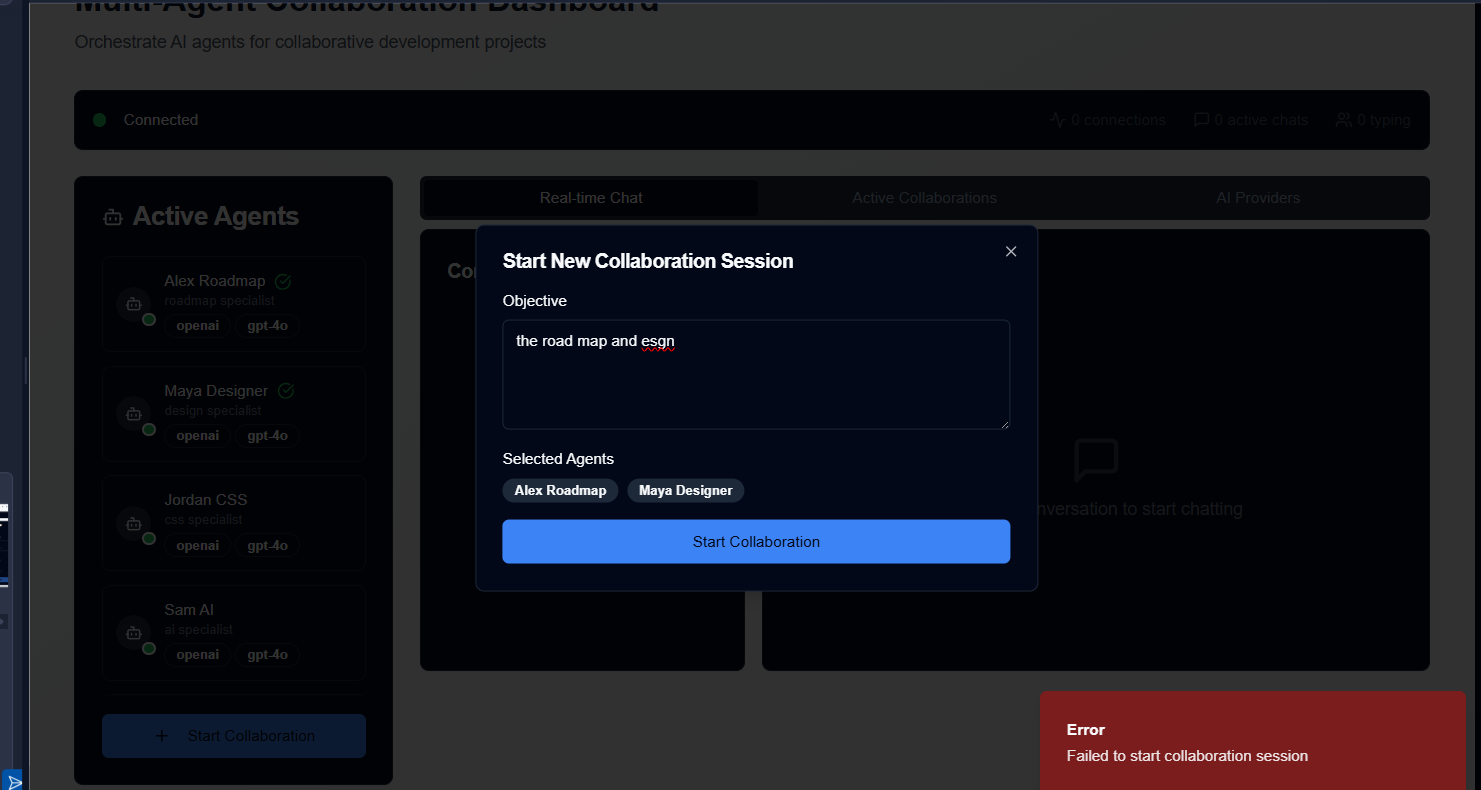 Multi-Agent Collaboration Dashboard
Orchestrate AI agents for collaborative development projects
Connected
0 connections
0 active chats
0 typing
Active Agents
Alex Roadmap
roadmap specialist
openai gpt-4o
Maya Designer
design specialist
openai gpt-4o
Jordan CSS
css specialist
openai gpt-4o
Sam AI
ai specialist
openai gpt-4o
Start Collaboration
Real-time Chat
Active Collaborations
AI Providers
Start New Collaboration Session
Objective
the road map and esgn
Selected Agents
Alex Roadmap Maya Designer
Start Collaboration
to start chatting
Error
Failed to start collaboration session